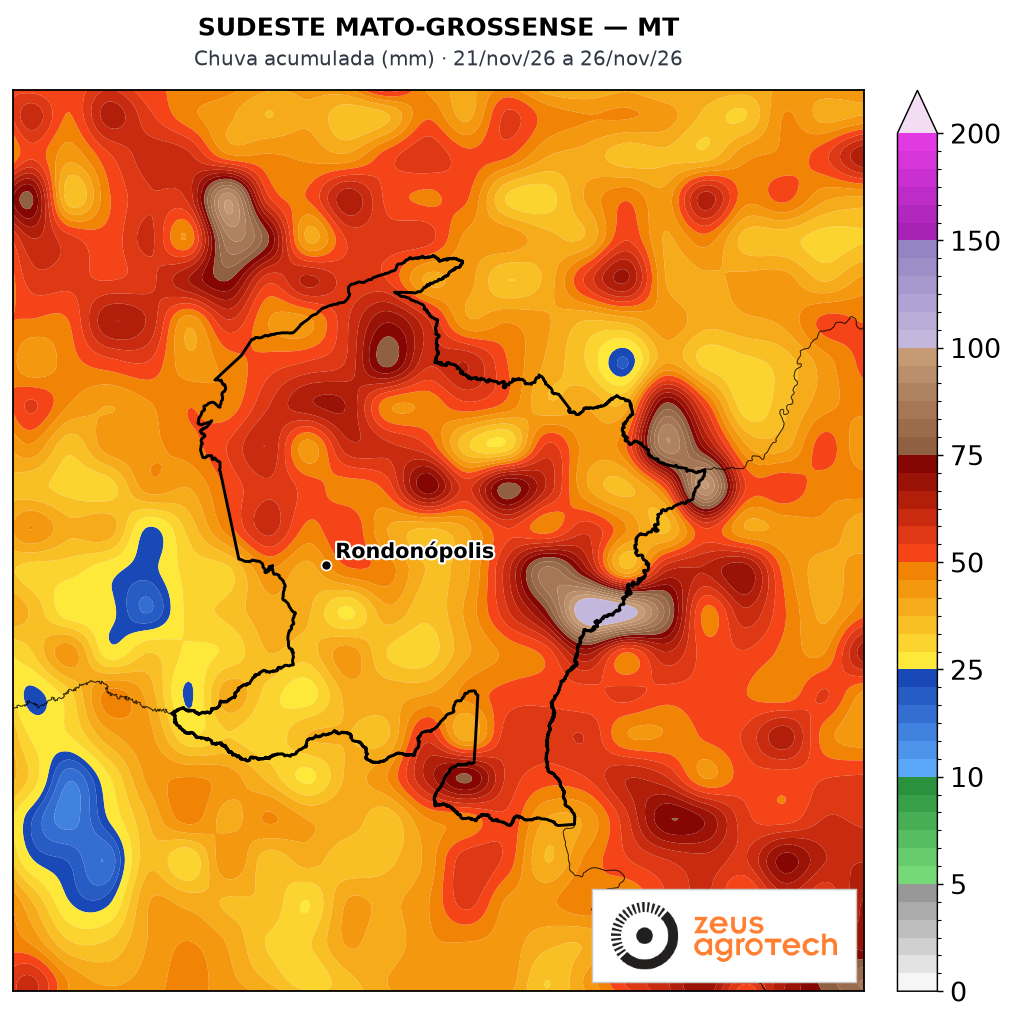 SUDESTE MATO-GROSSENSE — MT
Chuva acumulada (mm) · 21/nov/26 a 26/nov/26
200
150
100
75
50
25
10
5
0
Rondonópolis
zeus
agrotech